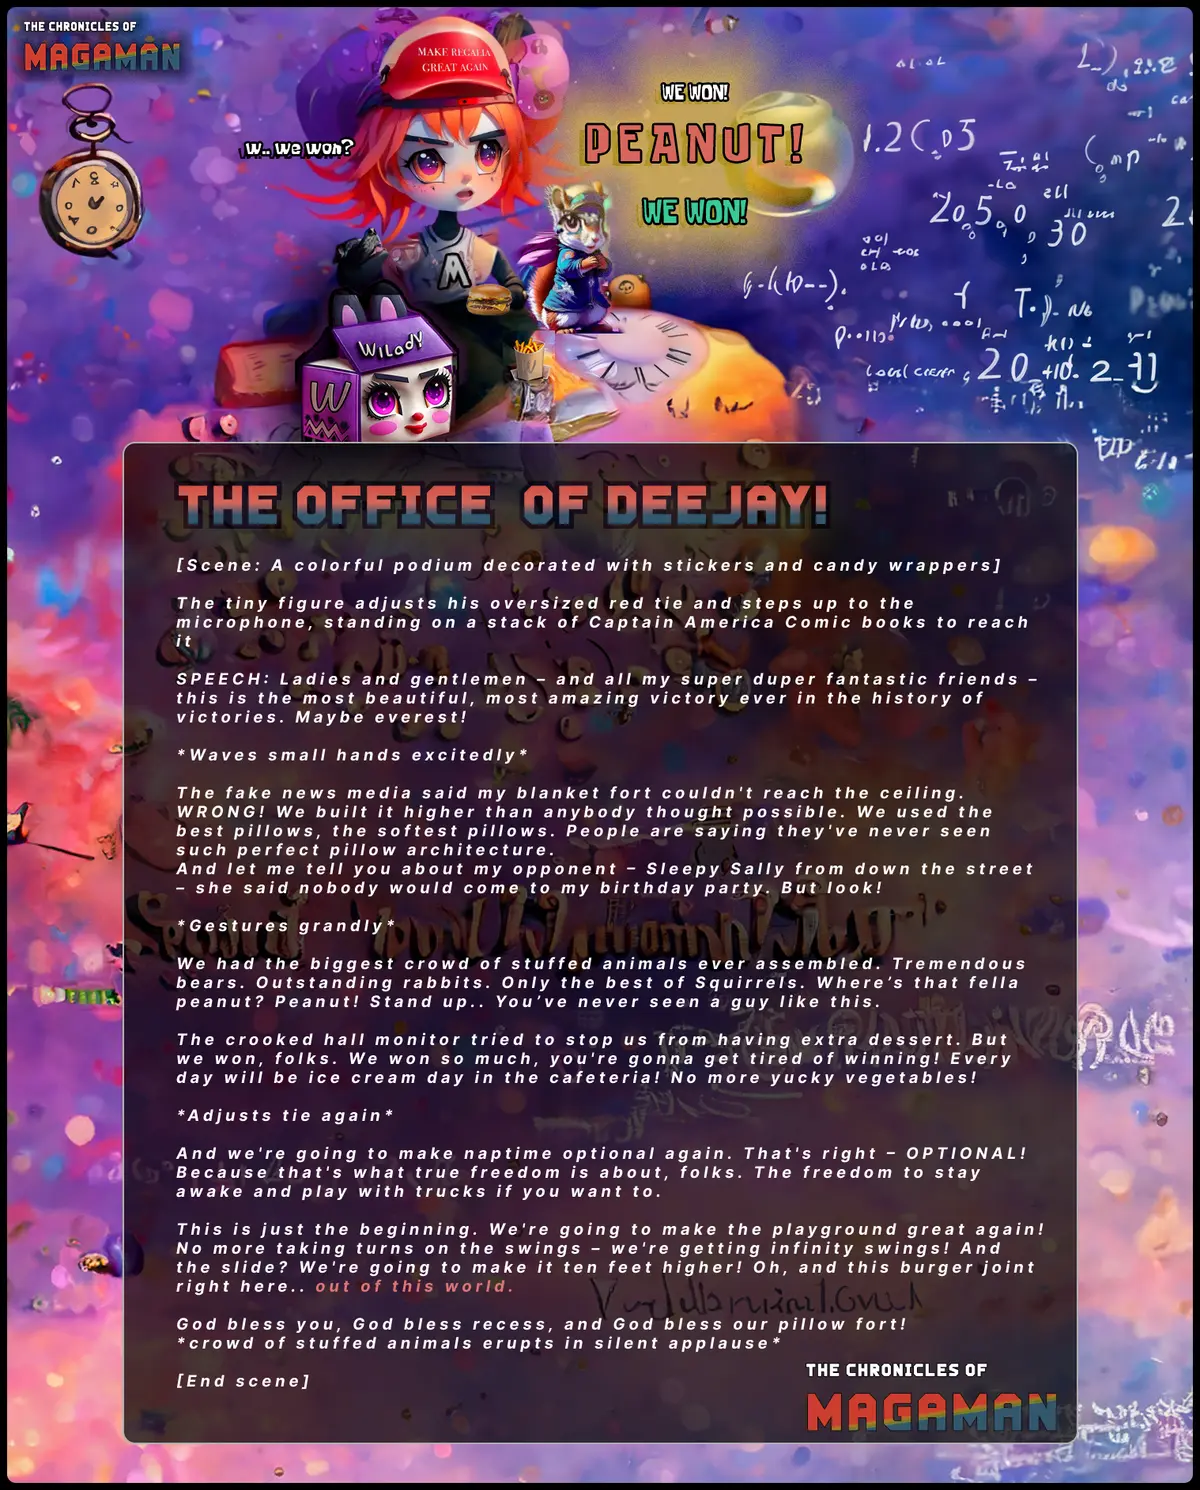 THE CHRONICLES OF
MAGAMAN
MAKE REGALIA
GREAT AGAIN
WE WON!
PEANUT!
w.. we won?
WE WON!
M
WILADY
W
THE OFFICE OF DEEJAY!
[Scene: A colorful podium decorated with stickers and candy wrappers]
The tiny figure adjusts his oversized red tie and steps up to the
microphone, standing on a stack of Captain America Comic books to reach
it
SPEECH: Ladies and gentlemen – and all my super duper fantastic friends –
this is the most beautiful, most amazing victory ever in the history of
victories. Maybe everest!
*Waves small hands excitedly*
The fake news media said my blanket fort couldn't reach the ceiling.
WRONG! We built it higher than anybody thought possible. We used the
best pillows, the softest pillows. People are saying they've never seen
such perfect pillow architecture.
And let me tell you about my opponent – Sleepy Sally from down the street
– she said nobody would come to my birthday party. But look!
*Gestures grandly*
We had the biggest crowd of stuffed animals ever assembled. Tremendous
bears. Outstanding rabbits. Only the best of Squirrels. Where’s that fella
peanut? Peanut! Stand up.. You’ve never seen a guy like this.
The crooked hall monitor tried to stop us from having extra dessert. But
we won, folks. We won so much, you're gonna get tired of winning! Every
day will be ice cream day in the cafeteria! No more yucky vegetables!
*Adjusts tie again*
And we're going to make naptime optional again. That's right – OPTIONAL!
Because that's what true freedom is about, folks. The freedom to stay
awake and play with trucks if you want to.
This is just the beginning. We're going to make the playground great again!
No more taking turns on the swings – we're getting infinity swings! And
the slide? We're going to make it ten feet higher! Oh, and this burger joint
right here.. out of this world.
God bless you, God bless recess, and God bless our pillow fort!
*crowd of stuffed animals erupts in silent applause*
[End scene]
THE CHRONICLES OF
MAGAMAN